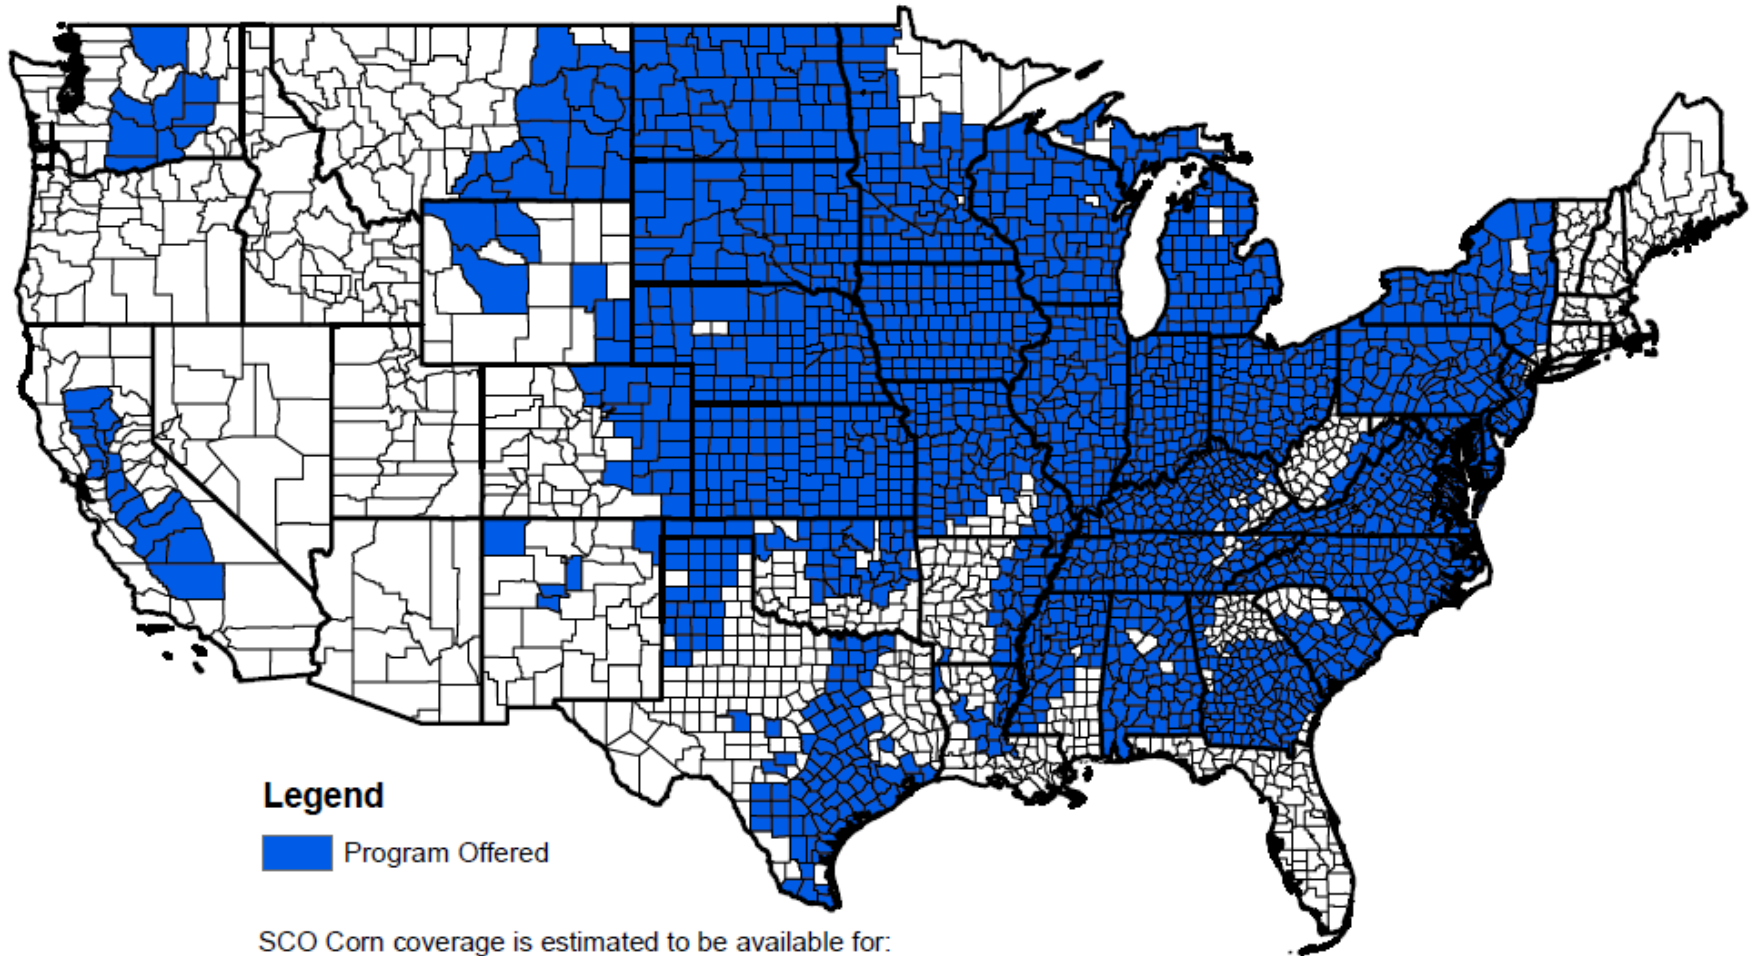 Legend
Program Offered
SCO Corn coverage is estimated to be available for: